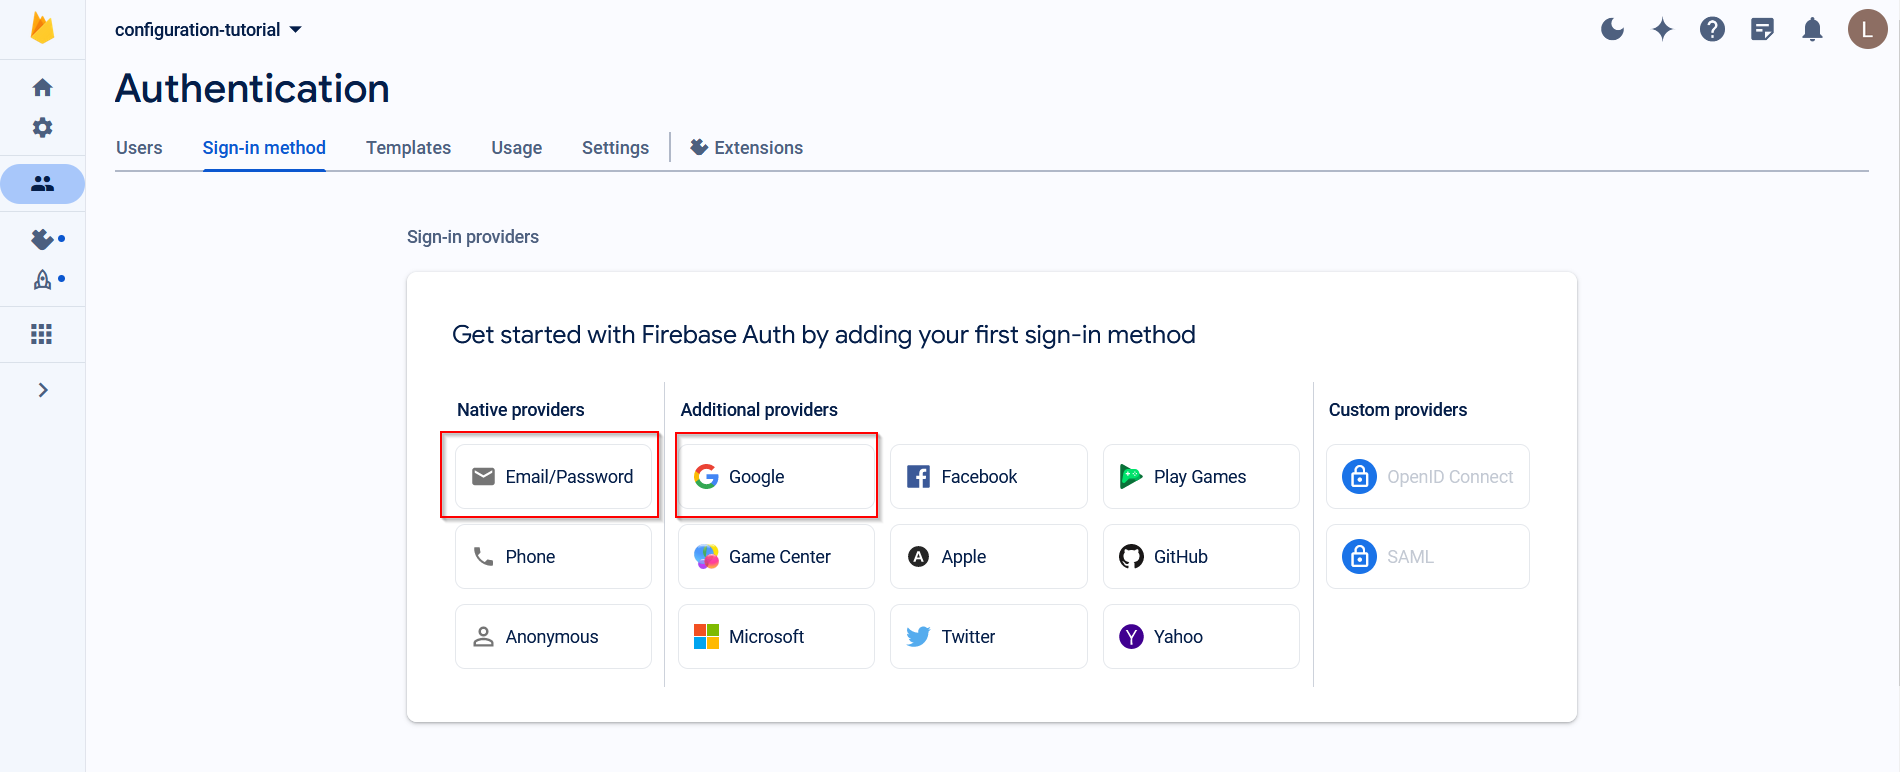 configuration-tutorial
L
Authentication
Users Sign-in method Templates Usage Settings Extensions
Sign-in providers
Get started with Firebase Auth by adding your first sign-in method
Native providers Additional providers Custom providers
Email/Password Google Facebook Play Games OpenID Connect
Phone Game Center Apple GitHub SAML
Anonymous Microsoft Twitter Yahoo